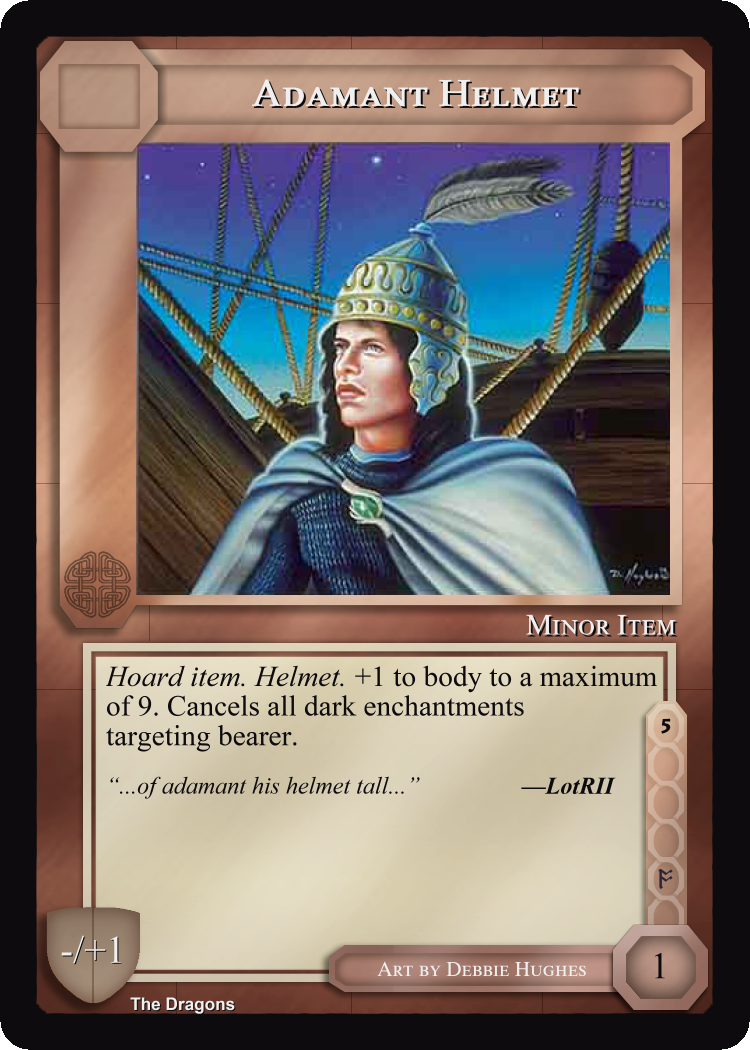 Adamant Helmet
Minor Item
Hoard item. Helmet. +1 to body to a maximum
of 9. Cancels all dark enchantments
targeting bearer.
“...of adamant his helmet tall...” —LotRII
5
-/+1
Art by Debbie Hughes
1
The Dragons